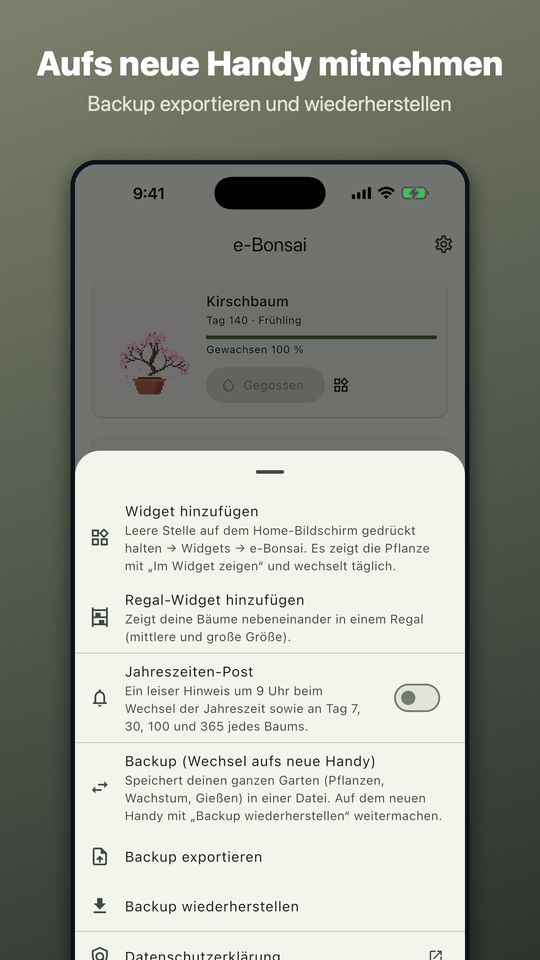 Aufs neue Handy mitnehmen
Backup exportieren und wiederherstellen
9:41
e-Bonsai
Kirschbaum
Tag 140 · Frühling
Gewachsen 100 %
Gegossen
Widget hinzufügen
Leere Stelle auf dem Home-Bildschirm gedrückt
halten → Widgets → e-Bonsai. Es zeigt die Pflanze
mit „Im Widget zeigen“ und wechselt täglich.
Regal-Widget hinzufügen
Zeigt deine Bäume nebeneinander in einem Regal
(mittlere und große Größe).
Jahreszeiten-Post
Ein leiser Hinweis um 9 Uhr beim
Wechsel der Jahreszeit sowie an Tag 7,
30, 100 und 365 jedes Baums.
Backup (Wechsel aufs neue Handy)
Speichert deinen ganzen Garten (Pflanzen,
Wachstum, Gießen) in einer Datei. Auf dem neuen
Handy mit „Backup wiederherstellen“ weitermachen.
Backup exportieren
Backup wiederherstellen
Datenschutzerklärung